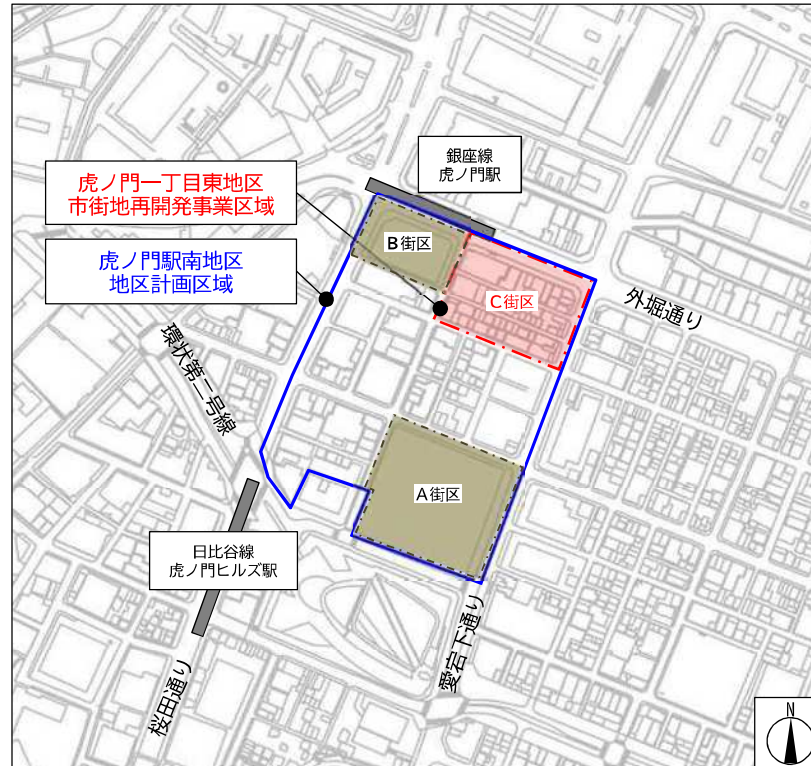 銀座線
虎ノ門駅
虎ノ門一丁目東地区
市街地再開発事業区域
B街区
虎ノ門駅南地区
地区計画区域
C街区
外堀通り
環状第二号線
A街区
日比谷線
虎ノ門ヒルズ駅
愛宕下通り
桜田通り
N